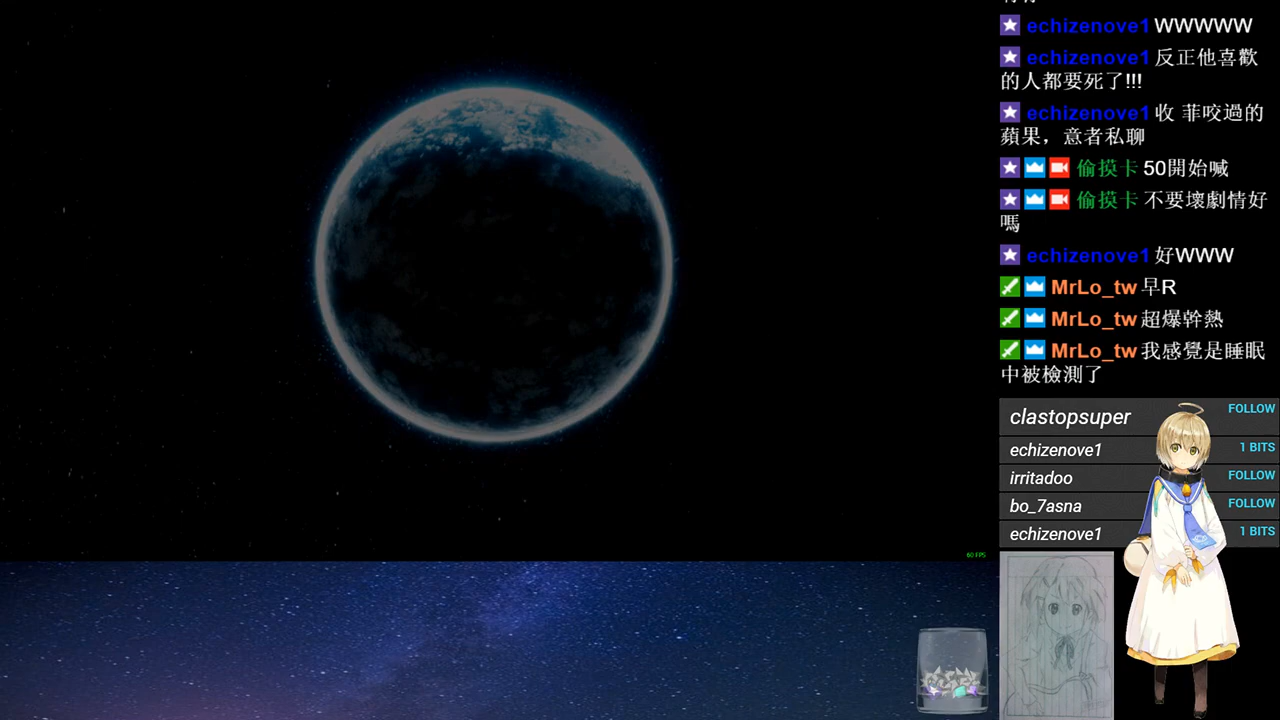 echizenove1 WWWWW
echizenove1 反正他喜歡
的人都要死了!!!
echizenove1 收 菲咬過的
蘋果，意者私聊
偷摸卡 50開始喊
偷摸卡 不要壞劇情好
嗎
echizenove1 好WWW
MrLo_tw 早R
MrLo_tw 超爆幹熱
MrLo_tw 我感覺是睡眠
中被檢測了
clastopsuper FOLLOW
echizenove1 1 BITS
irritadoo FOLLOW
bo_7asna FOLLOW
echizenove1 1 BITS
60 FPS